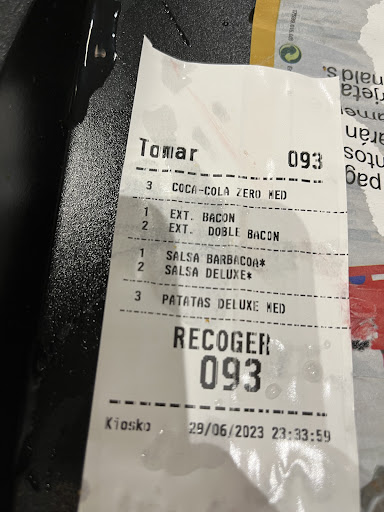 Tomar 093
3 COCA-COLA ZERO MED
1 EXT. BACON
2 EXT. DOBLE BACON
1 SALSA BARBACOA*
2 SALSA DELUXE*
3 PATATAS DELUXE MED
RECOGER
093
Kiosko 29/06/2023 23:33:59